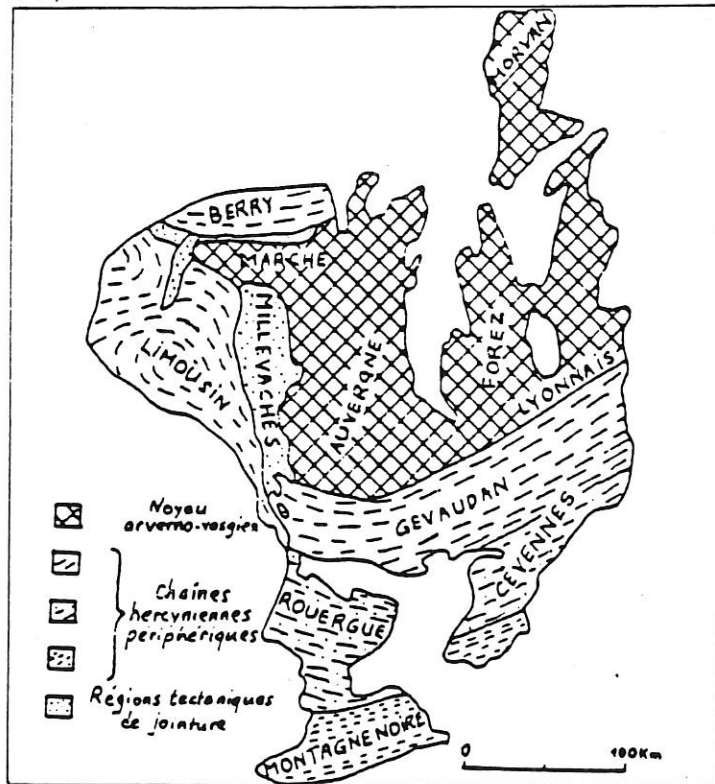 MORVAN
BERRY
MARCHE
MILLEVACHES
LIMOUSIN
AUVERGNE
FOREZ
LYONNAIS
GEVAUDAN
CEVENNES
ROUERGUE
MONTAGNE NOIRE
Noyau
arverno-vosgien
Chaînes
hercyniennes
périphériques
Régions tectoniques
de jointure
0 100Km